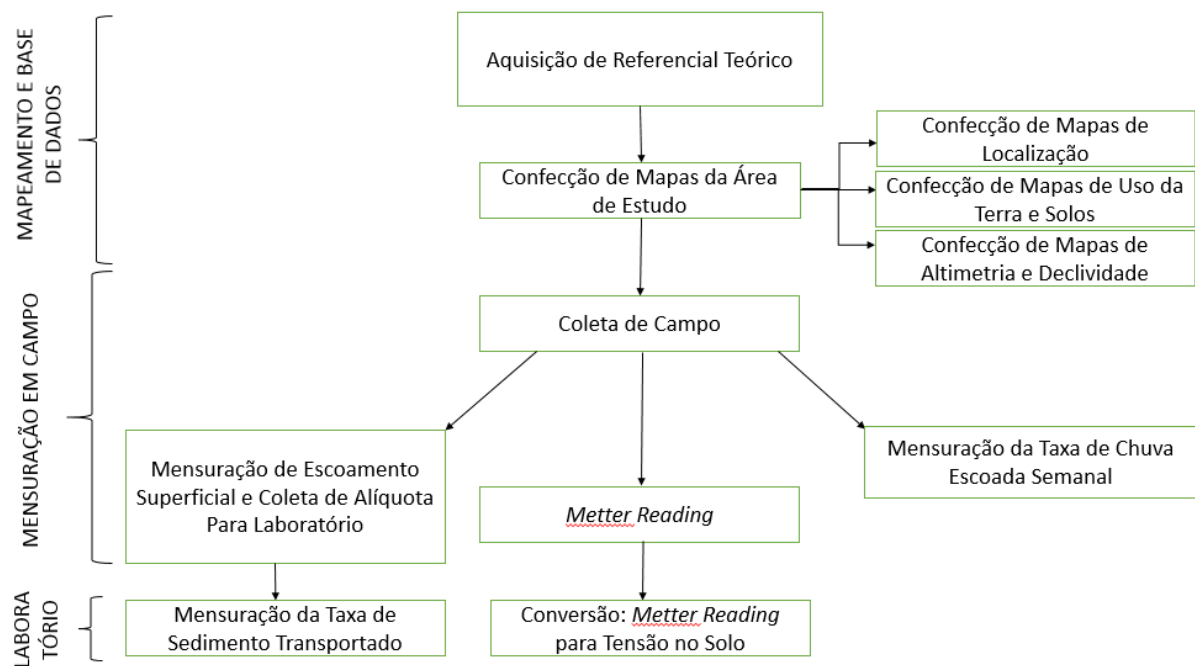 MAPEAMENTO E BASE
DE DADOS
Aquisição de Referencial Teórico
Confecção de Mapas da Área
de Estudo
Confecção de Mapas de
Localização
Confecção de Mapas de Uso da
Terra e Solos
Confecção de Mapas de
Altimetria e Declividade
MENSURAÇÃO EM CAMPO
Coleta de Campo
Mensuração de Escoamento
Superficial e Coleta de Alíquota
Para Laboratório
Metter Reading
Mensuração da Taxa de Chuva
Escoada Semanal
LABORA
TÓRIO
Mensuração da Taxa de
Sedimento Transportado
Conversão: Metter Reading
para Tensão no Solo